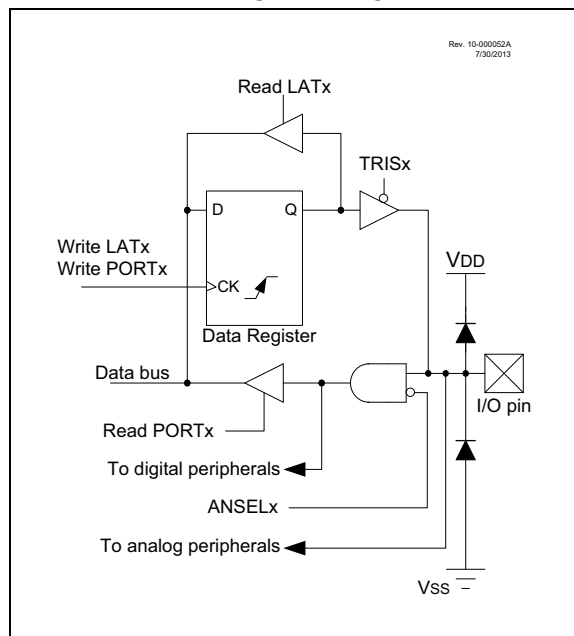 Rev. 10-000052A
7/30/2013
Read LATx
TRISx
D
Q
Write LATx
Write PORTx
CK
VDD
Data Register
Data bus
I/O pin
Read PORTx
To digital peripherals
ANSELx
To analog peripherals
VSS